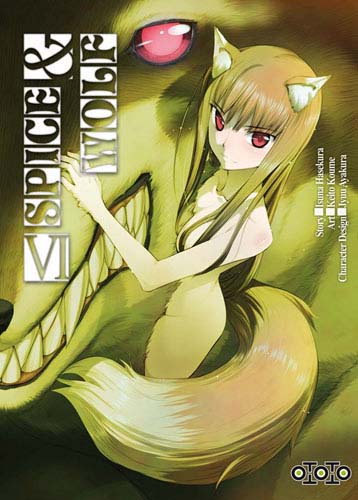 SPICE &
WOLF
VI
Story Isuna Hasekura
Art Keito Koume
Character Design Jyuu Ayakura
OTOTO